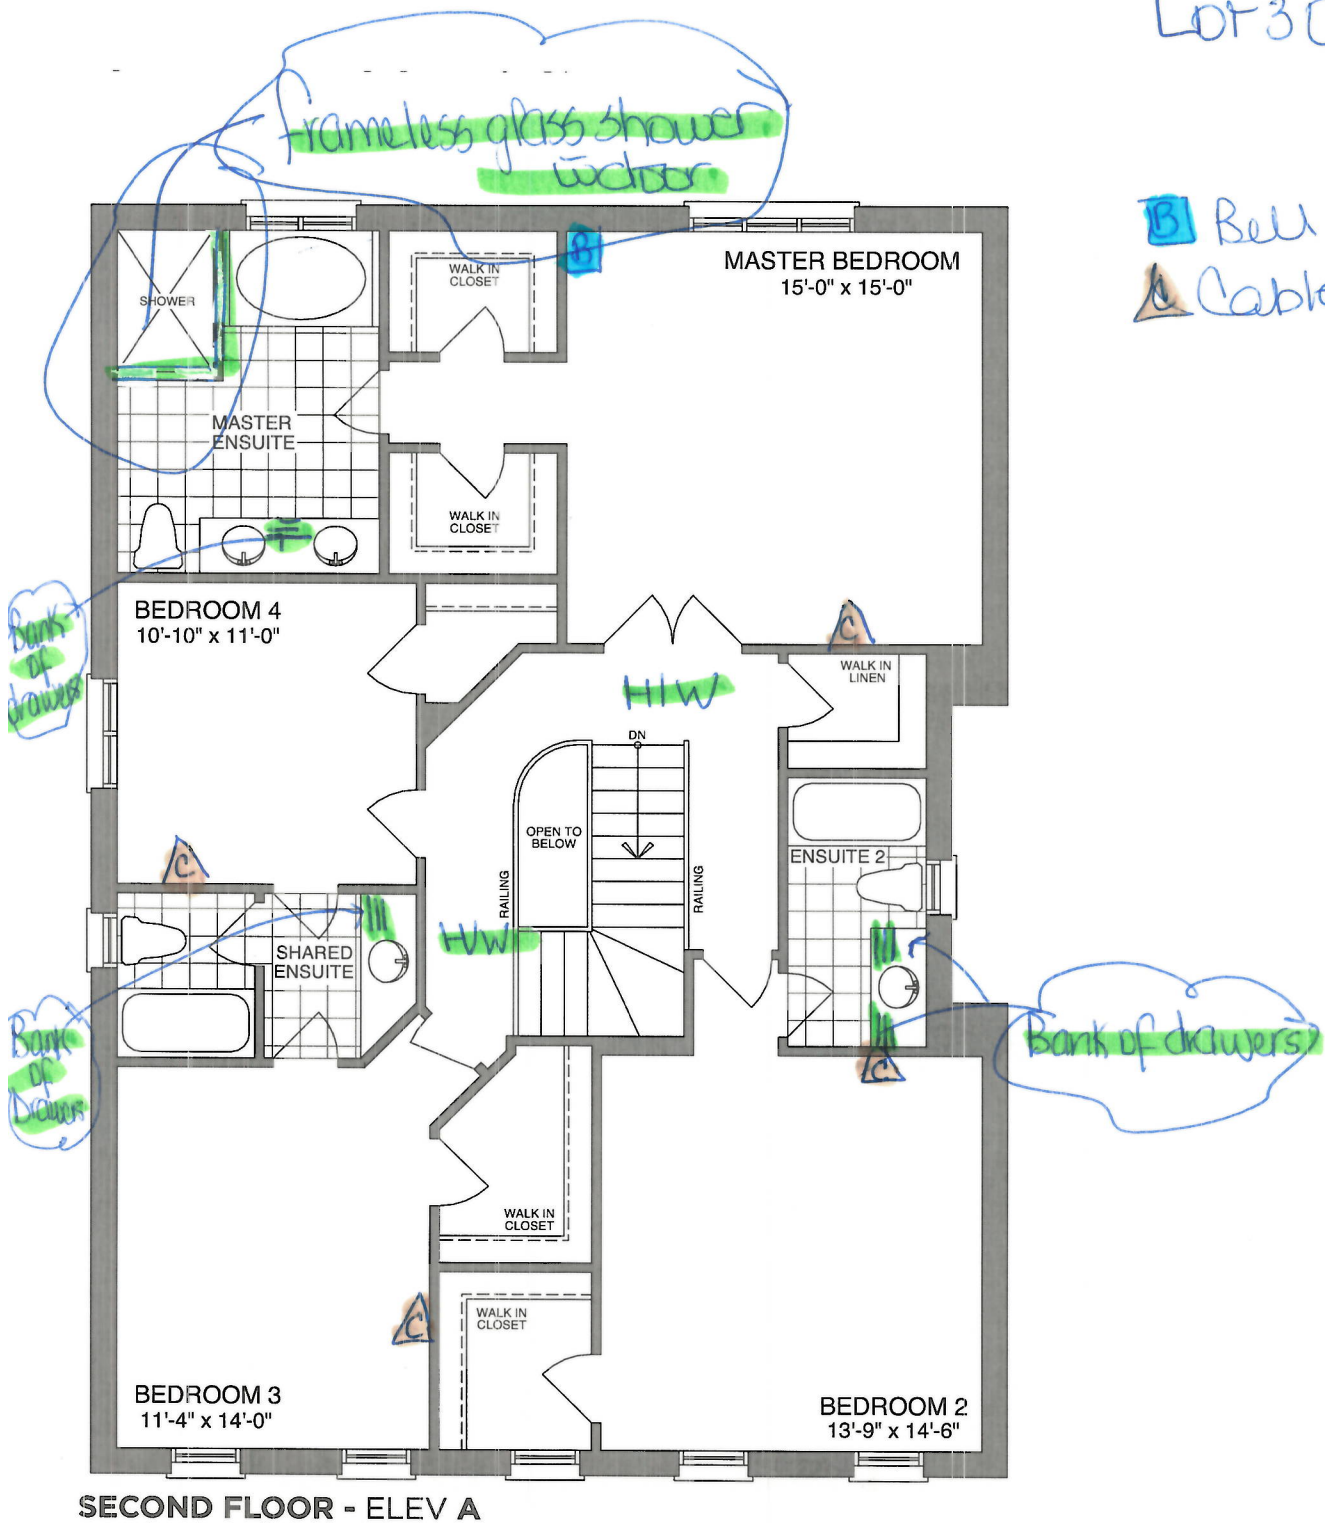 Lot 3
frameless glass shower
w door
B Bell
C Cable
B
MASTER BEDROOM
15'-0" x 15'-0"
WALK IN
CLOSET
SHOWER
MASTER
ENSUITE
WALK IN
CLOSET
Bank
of
drawers
BEDROOM 4
10'-10" x 11'-0"
C
WALK IN
LINEN
H/W
DN
OPEN TO
BELOW
RAILING
RAILING
ENSUITE 2
C
SHARED
ENSUITE
H/W
Bank
of
Drawers
Bank of drawers
C
WALK IN
CLOSET
C
WALK IN
CLOSET
BEDROOM 3
11'-4" x 14'-0"
BEDROOM 2
13'-9" x 14'-6"
SECOND FLOOR - ELEV A